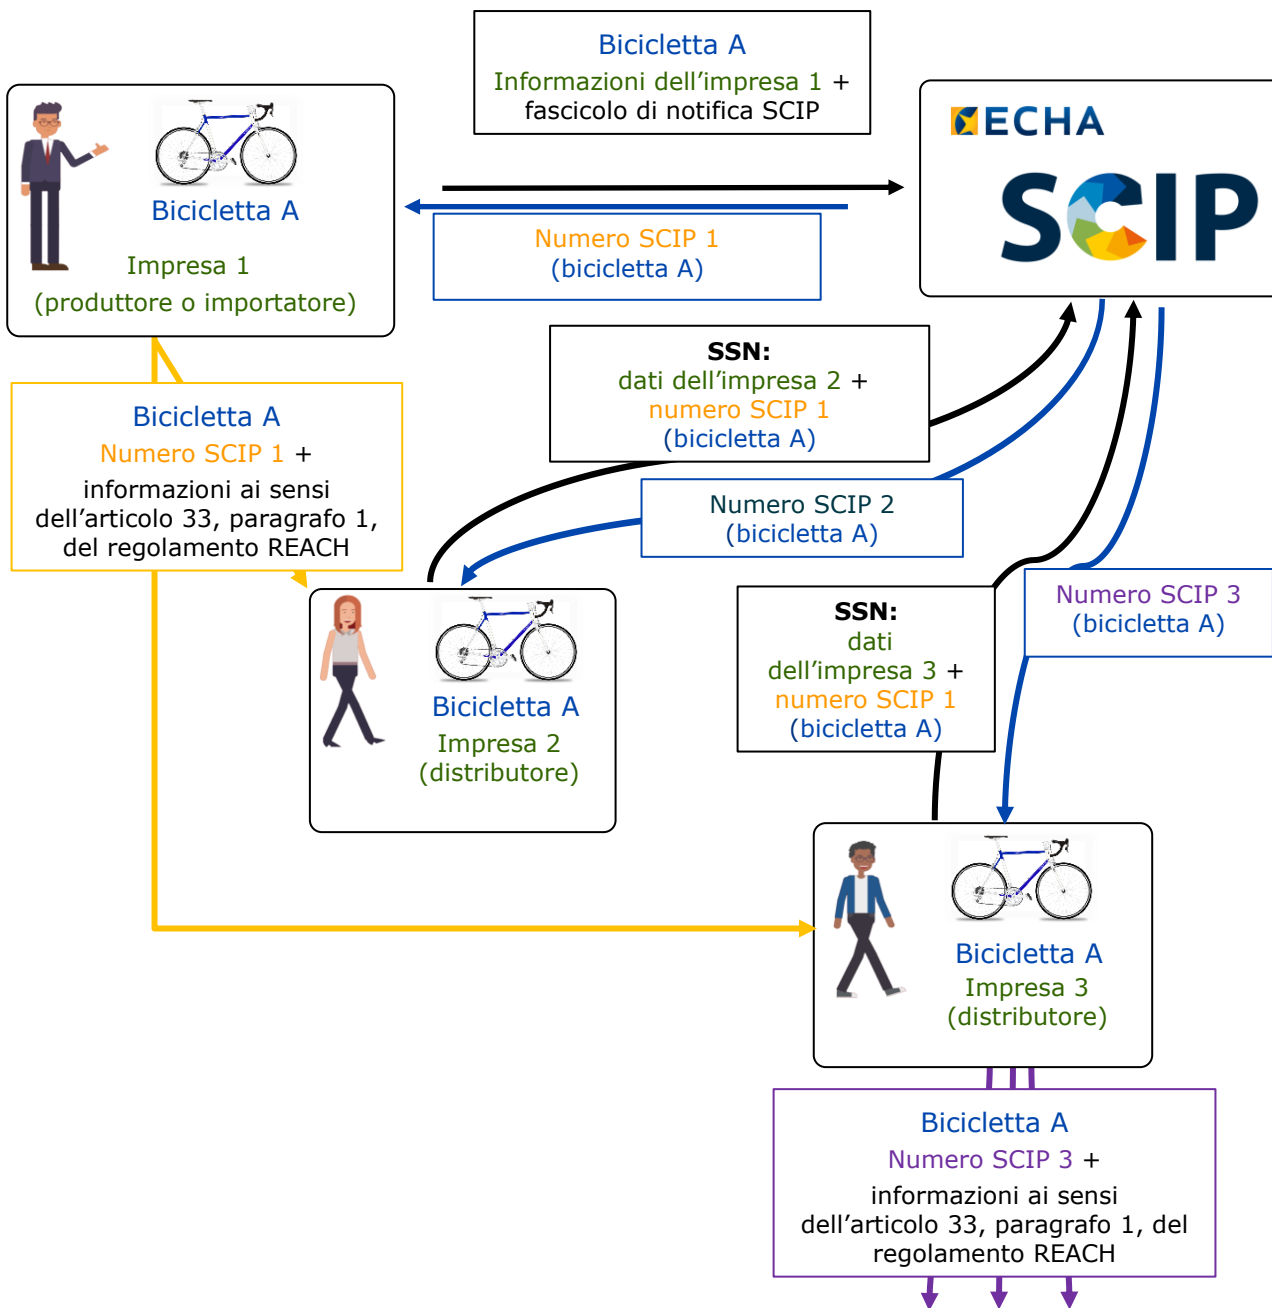 Bicicletta A
Informazioni dell’impresa 1 +
fascicolo di notifica SCIP
ECHA
SCIP
Bicicletta A
Impresa 1
(produttore o importatore)
Numero SCIP 1
(bicicletta A)
SSN:
dati dell’impresa 2 +
numero SCIP 1
(bicicletta A)
Bicicletta A
Numero SCIP 1 +
informazioni ai sensi
dell’articolo 33, paragrafo 1,
del regolamento REACH
Numero SCIP 2
(bicicletta A)
Numero SCIP 3
(bicicletta A)
SSN:
dati
dell’impresa 3 +
numero SCIP 1
(bicicletta A)
Bicicletta A
Impresa 2
(distributore)
Bicicletta A
Impresa 3
(distributore)
Bicicletta A
Numero SCIP 3 +
informazioni ai sensi
dell’articolo 33, paragrafo 1, del
regolamento REACH